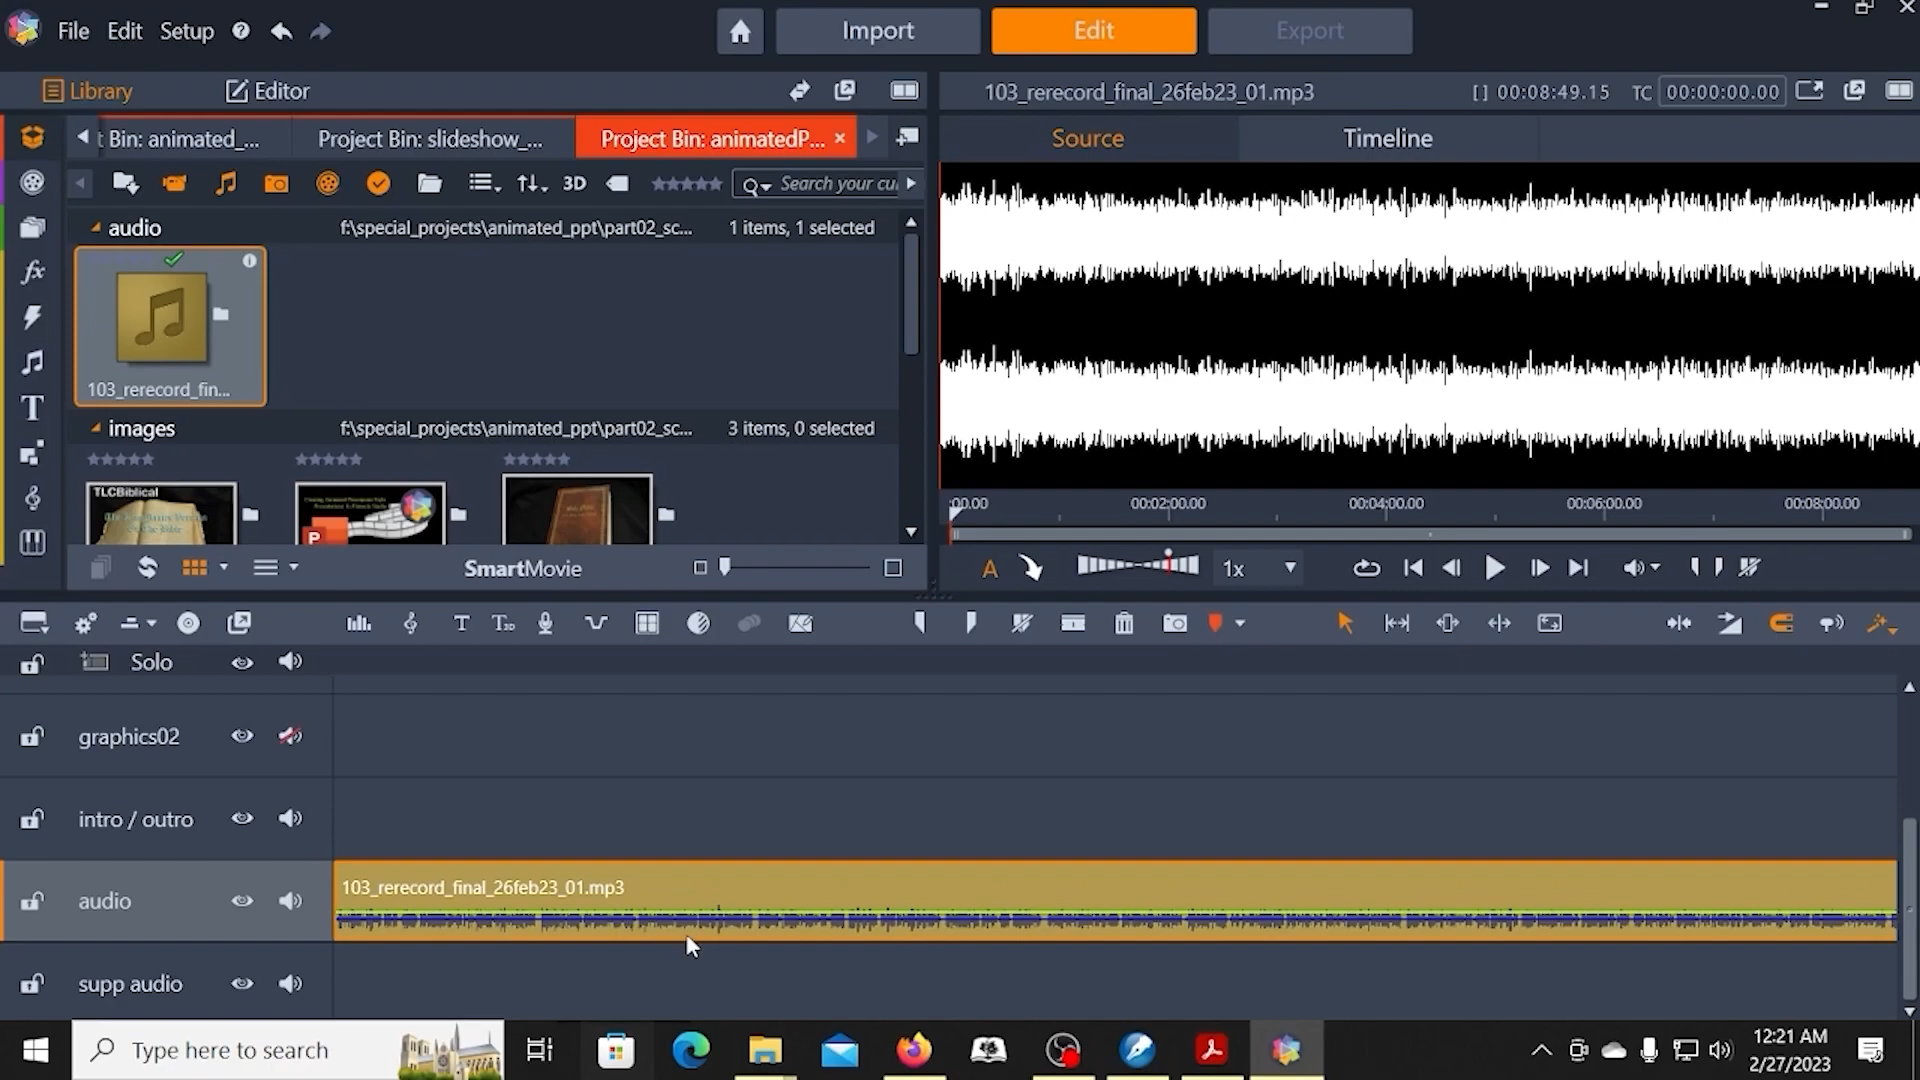 File Edit Setup Import Edit Export
Library Editor 103_rerecord_final_26feb23_01.mp3 [] 00:08:49.15 TC 00:00:00.00
t Bin: animated_... Project Bin: slideshow_... Project Bin: animatedP... Source Timeline
3D Search your cu
audio f:\special_projects\animated_ppt\part02_sc... 1 items, 1 selected
103_rerecord_fin...
images f:\special_projects\animated_ppt\part02_sc... 3 items, 0 selected
TLCBiblical
P
:00.00 00:02:00.00 00:04:00.00 00:06:00.00 00:08:00.00
SmartMovie A 1x
Solo
graphics02
intro / outro
audio 103_rerecord_final_26feb23_01.mp3
supp audio
Type here to search 12:21 AM
2/27/2023